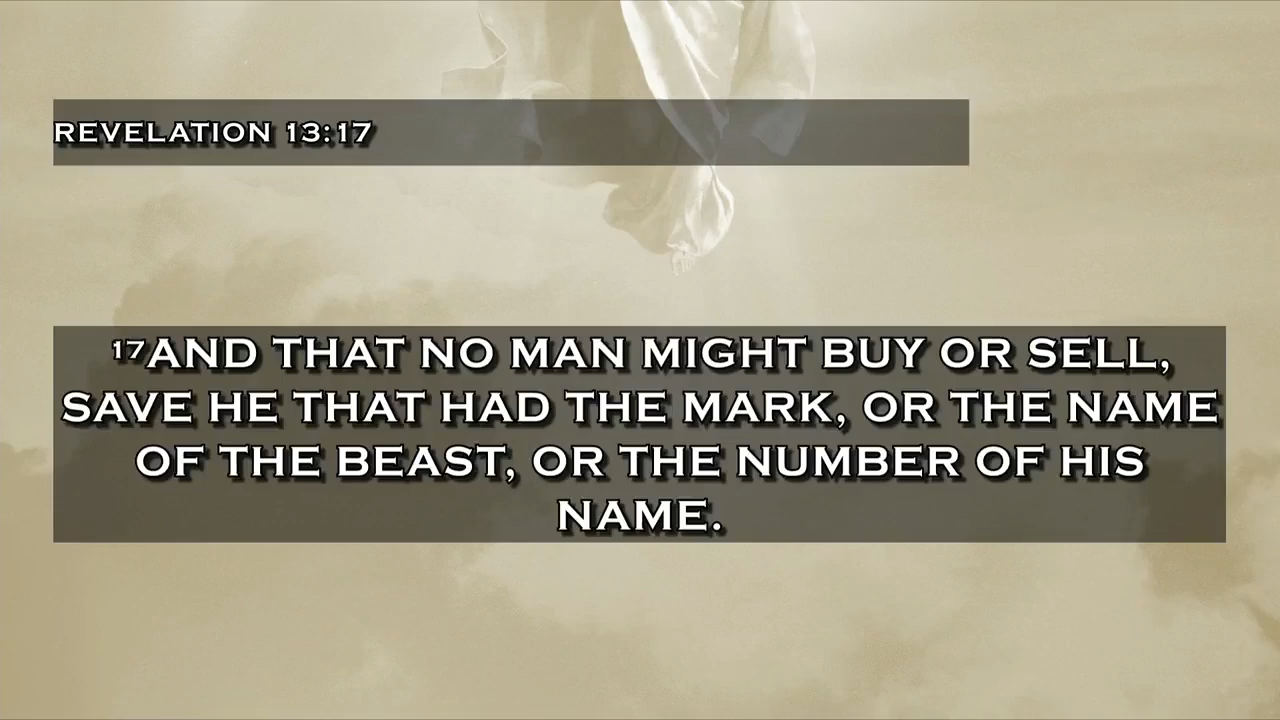 REVELATION 13:17
17AND THAT NO MAN MIGHT BUY OR SELL,
SAVE HE THAT HAD THE MARK, OR THE NAME
OF THE BEAST, OR THE NUMBER OF HIS
NAME.